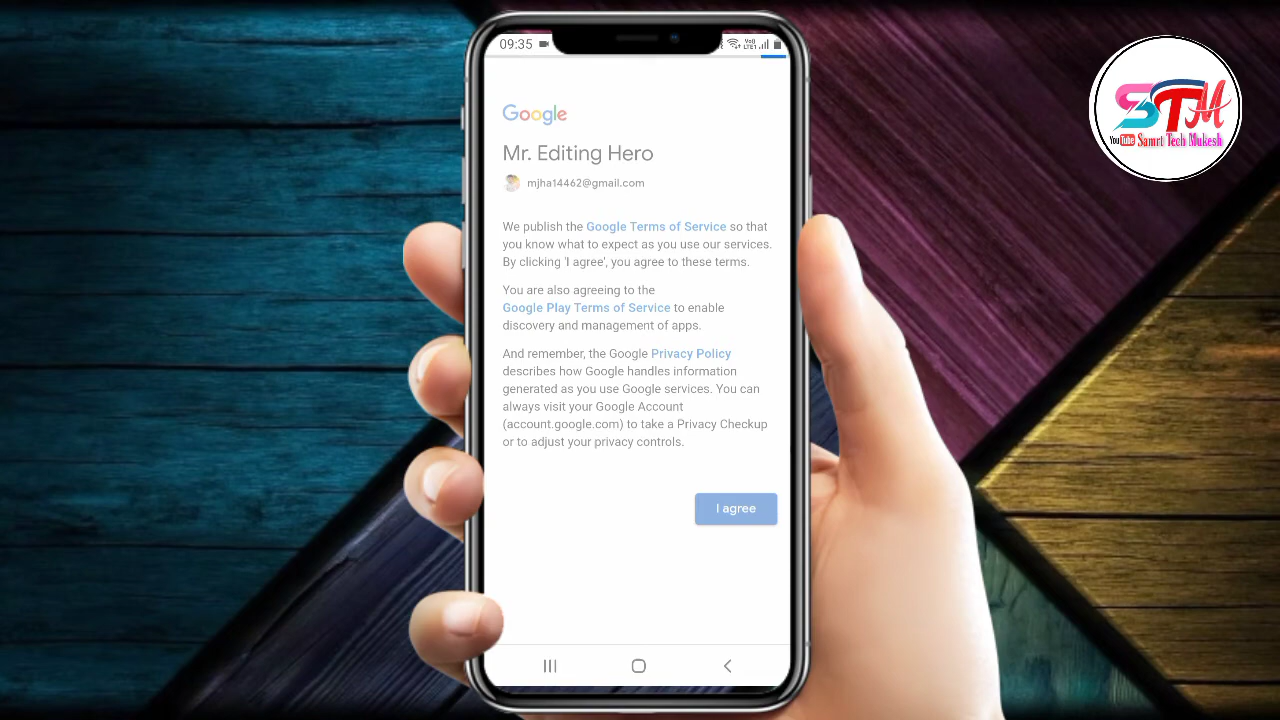 09:35
Vo)
LTE1
Google
Mr. Editing Hero
mjha14462@gmail.com
We publish the Google Terms of Service so that
you know what to expect as you use our services.
By clicking 'I agree', you agree to these terms.
You are also agreeing to the
Google Play Terms of Service to enable
discovery and management of apps.
And remember, the Google Privacy Policy
describes how Google handles information
generated as you use Google services. You can
always visit your Google Account
(account.google.com) to take a Privacy Checkup
or to adjust your privacy controls.
I agree
STM
YouTube Samrt Tech Mukesh